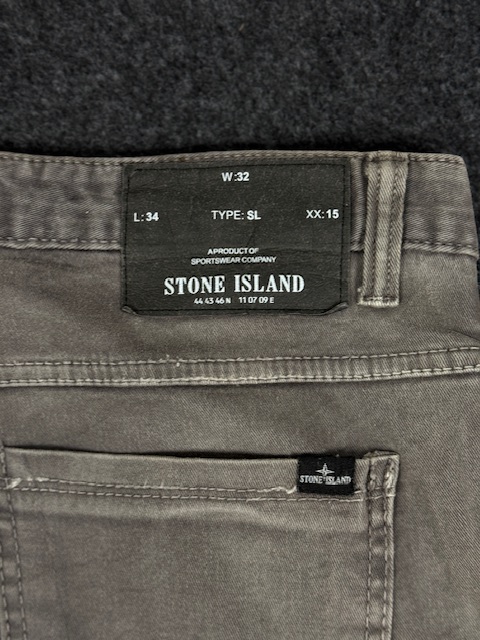 W:32
L:34 TYPE: SL XX:15
APRODUCT OF
SPORTSWEAR COMPANY
STONE ISLAND
44 43 46 N 11 07 09 E
STONE ISLAND